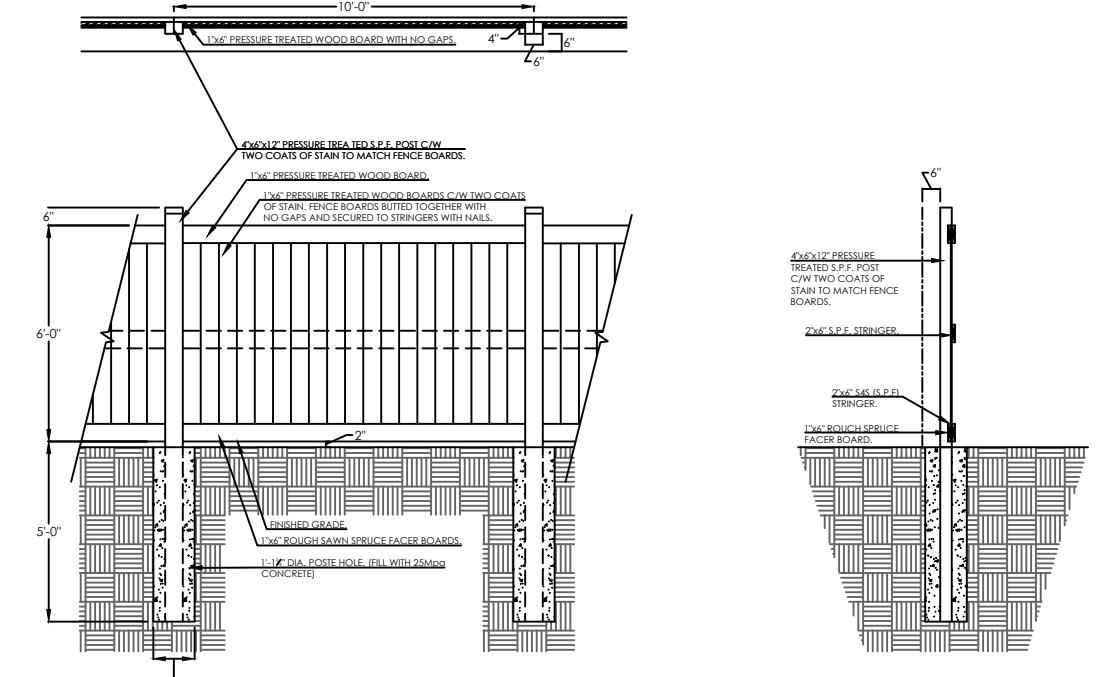 10'-0"
1"x6" PRESSURE TREATED WOOD BOARD WITH NO GAPS.
4"
6"
6"
4"x6"x12" PRESSURE TREA TED S.P.F. POST C/W
TWO COATS OF STAIN TO MATCH FENCE BOARDS.
1"x6" PRESSURE TREATED WOOD BOARD.
1"x6" PRESSURE TREATED WOOD BOARDS C/W TWO COATS
OF STAIN. FENCE BOARDS BUTTED TOGETHER WITH
NO GAPS AND SECURED TO STRINGERS WITH NAILS.
6"
6'-0"
2"
5'-0"
FINISHED GRADE.
1"x6" ROUGH SAWN SPRUCE FACER BOARDS.
DIA. POSTE HOLE. (FILL WITH 25Mpa
CONCRETE)
6"
4"x6"x12" PRESSURE
TREATED S.P.F. POST
C/W TWO COATS OF
STAIN TO MATCH FENCE
BOARDS.
2"x6" S.P.F. STRINGER.
2"x6" S4S (S.P.F)
STRINGER.
1"x6" ROUGH SPRUCE
FACER BOARD.